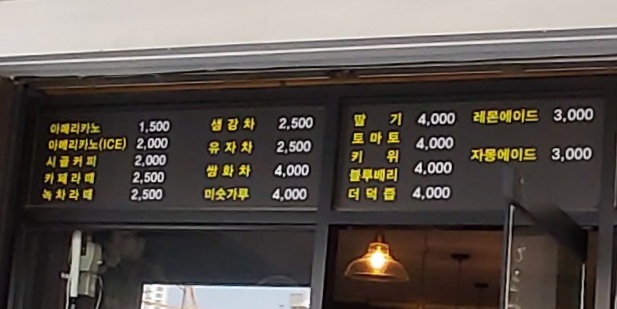 아메리카노 1,500
아메리카노(ICE) 2,000
시골커피 2,000
카페라떼 2,500
녹차라떼 2,500
생강차 2,500
유자차 2,500
쌍화차 4,000
미숫가루 4,000
딸기 4,000
토마토 4,000
키위 4,000
블루베리
더덕즙 4,000
레몬에이드 3,000
자몽에이드 3,000